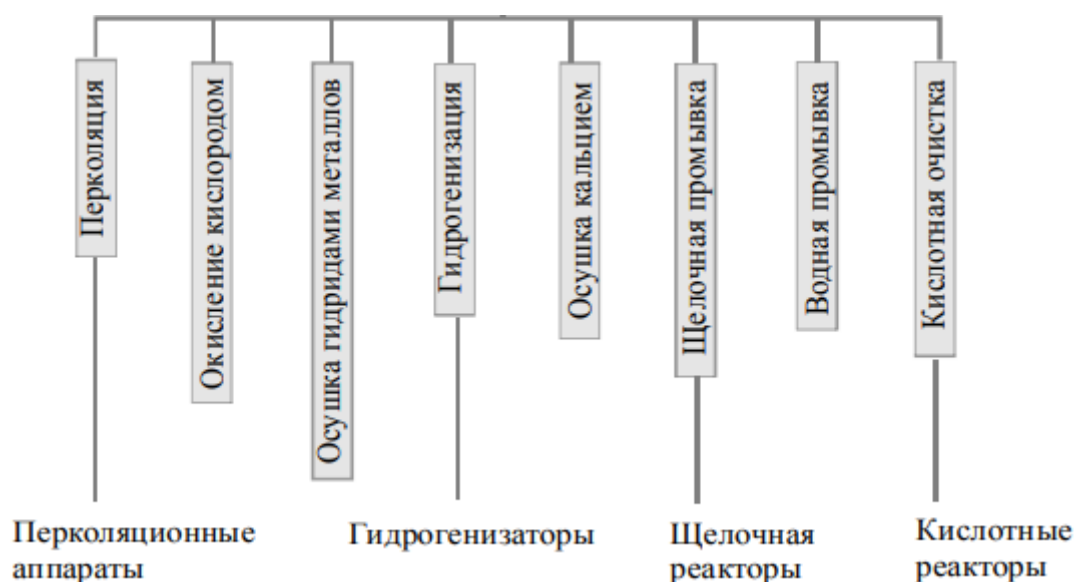 Перколяция
Окисление кислородом
Осушка гидридами металлов
Гидрогенизация
Осушка кальцием
Щелочная промывка
Водная промывка
Кислотная очистка
Перколяционные
аппараты
Гидрогенизаторы
Щелочная
реакторы
Кислотные
реакторы